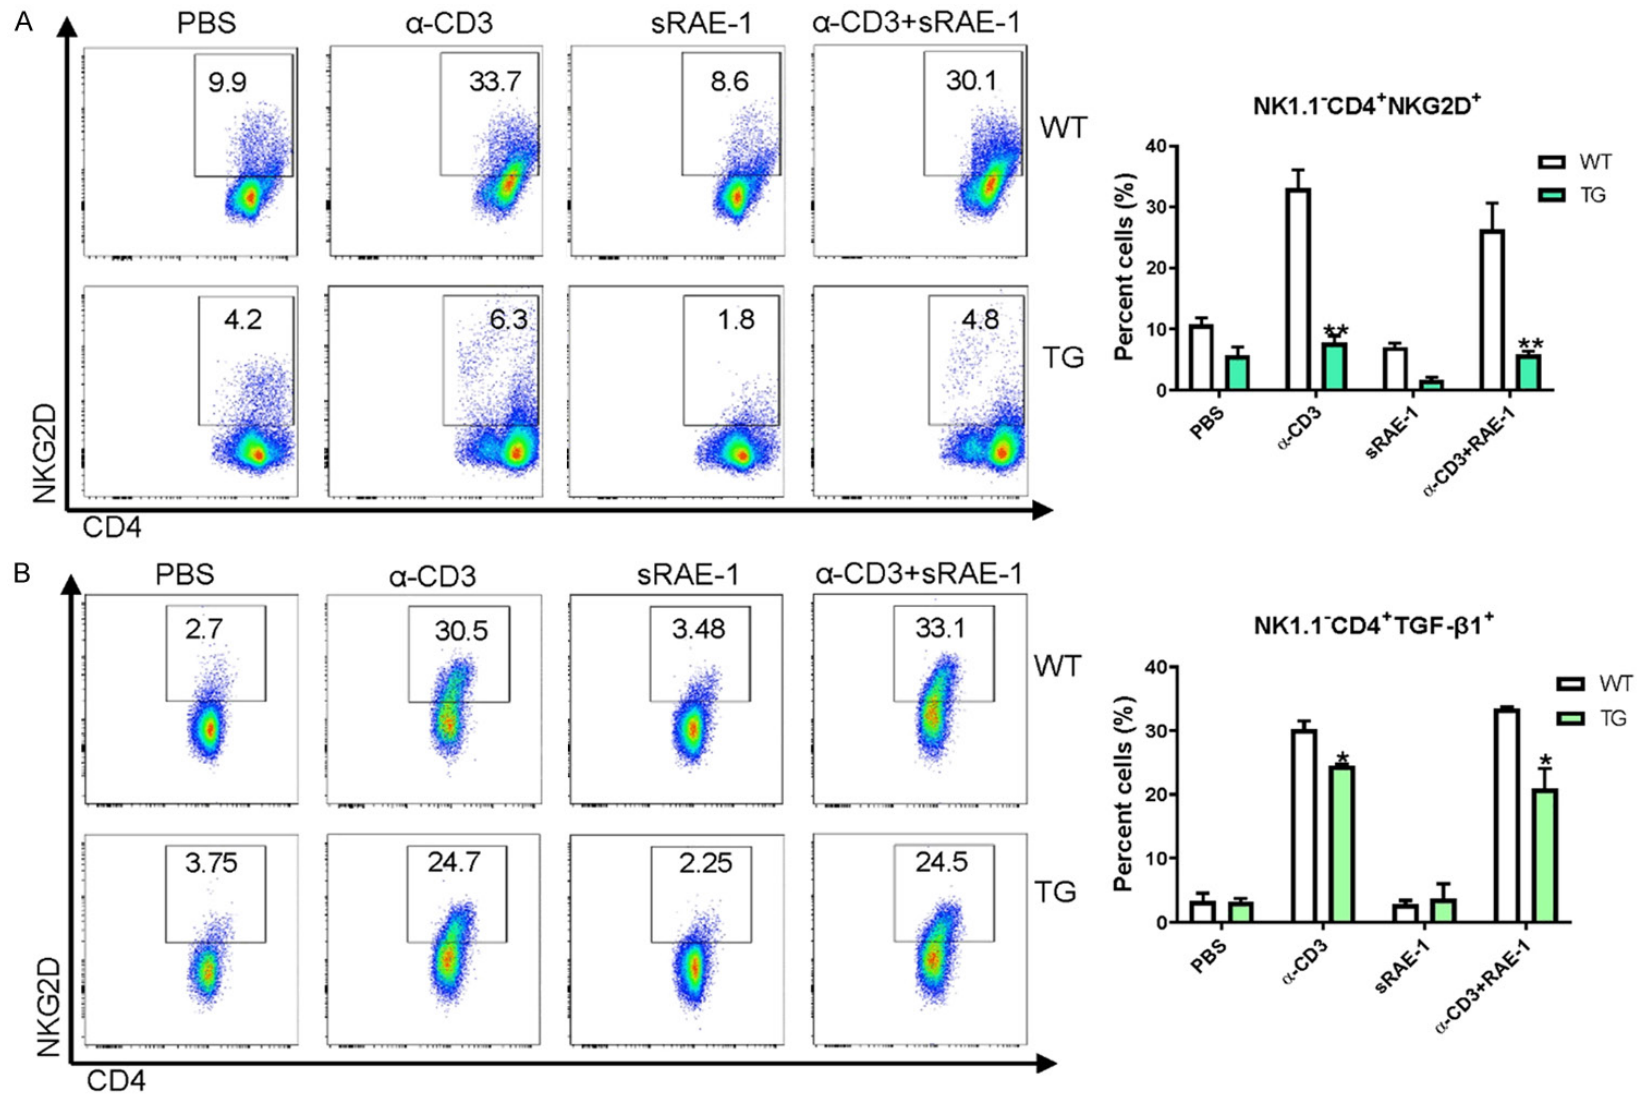 A
PBS α-CD3 sRAE-1 α-CD3+sRAE-1
9.9 33.7 8.6 30.1
WT
4.2 6.3 1.8 4.8
TG
NKG2D
CD4
NK1.1⁻CD4⁺NKG2D⁺
Percent cells (%)
40
30
20
10
0
WT
TG
**
**
PBS
α-CD3
sRAE-1
α-CD3+RAE-1
B
PBS α-CD3 sRAE-1 α-CD3+sRAE-1
2.7 30.5 3.48 33.1
WT
3.75 24.7 2.25 24.5
TG
NKG2D
CD4
NK1.1⁻CD4⁺TGF-β1⁺
Percent cells (%)
40
30
20
10
0
WT
TG
*
*
PBS
α-CD3
sRAE-1
α-CD3+RAE-1